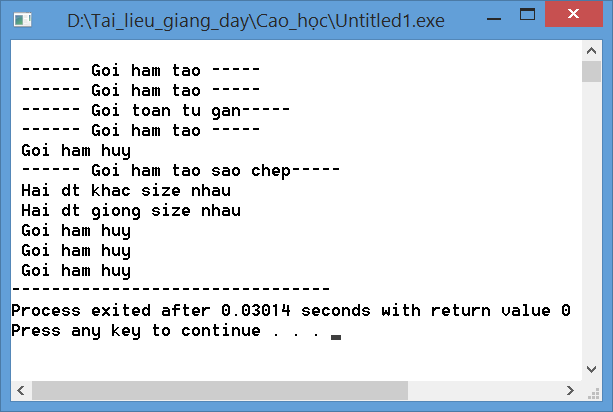 D:\Tai_lieu_giang_day\Cao_học\Untitled1.exe
------ Goi ham tao -----
------ Goi ham tao -----
------ Goi toan tu gan-----
------ Goi ham tao -----
Goi ham huy
------ Goi ham tao sao chep-----
Hai dt khac size nhau
Hai dt giong size nhau
Goi ham huy
Goi ham huy
Goi ham huy
--------------------------------
Process exited after 0.03014 seconds with return value 0
Press any key to continue . . .